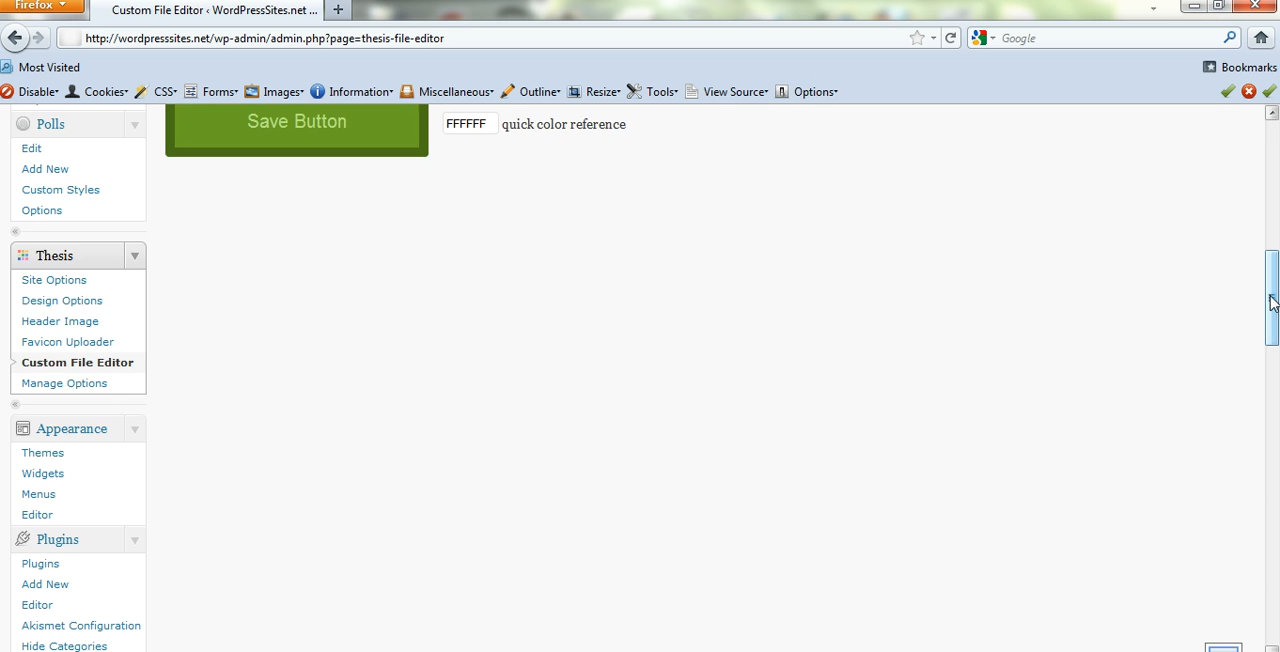 Firefox
Custom File Editor ‹ WordPressSites.net ...
http://wordpresssites.net/wp-admin/admin.php?page=thesis-file-editor
Google
Most Visited
Bookmarks
Disable
Cookies
CSS
Forms
Images
Information
Miscellaneous
Outline
Resize
Tools
View Source
Options
Polls
Edit
Add New
Custom Styles
Options
Save Button
FFFFFF quick color reference
Thesis
Site Options
Design Options
Header Image
Favicon Uploader
Custom File Editor
Manage Options
Appearance
Themes
Widgets
Menus
Editor
Plugins
Plugins
Add New
Editor
Akismet Configuration
Hide Categories